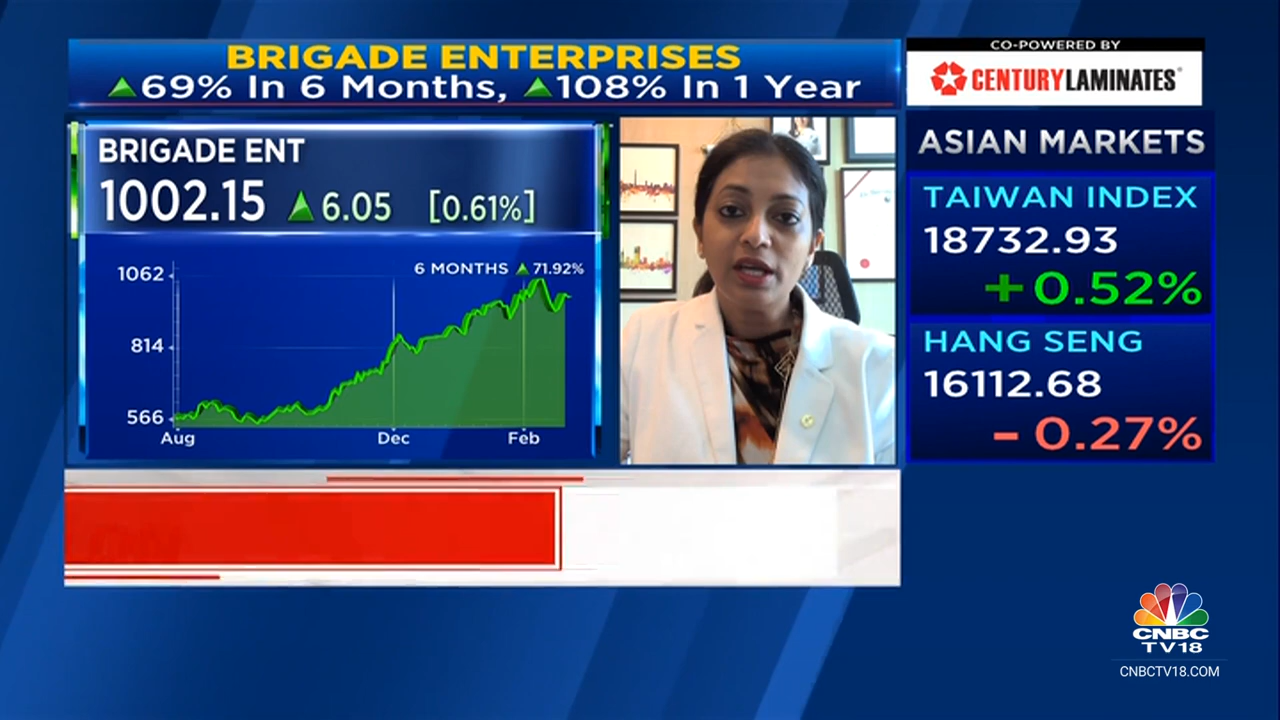 BRIGADE ENTERPRISES
▲69% In 6 Months, ▲108% In 1 Year
BRIGADE ENT
1002.15 ▲ 6.05 [0.61%]
6 MONTHS ▲ 71.92%
1062
814
566
Aug Dec Feb
CO-POWERED BY
CENTURYLAMINATES®
ASIAN MARKETS
TAIWAN INDEX
18732.93
+0.52%
HANG SENG
16112.68
- 0.27%
CNBC
TV18
CNBCTV18.COM